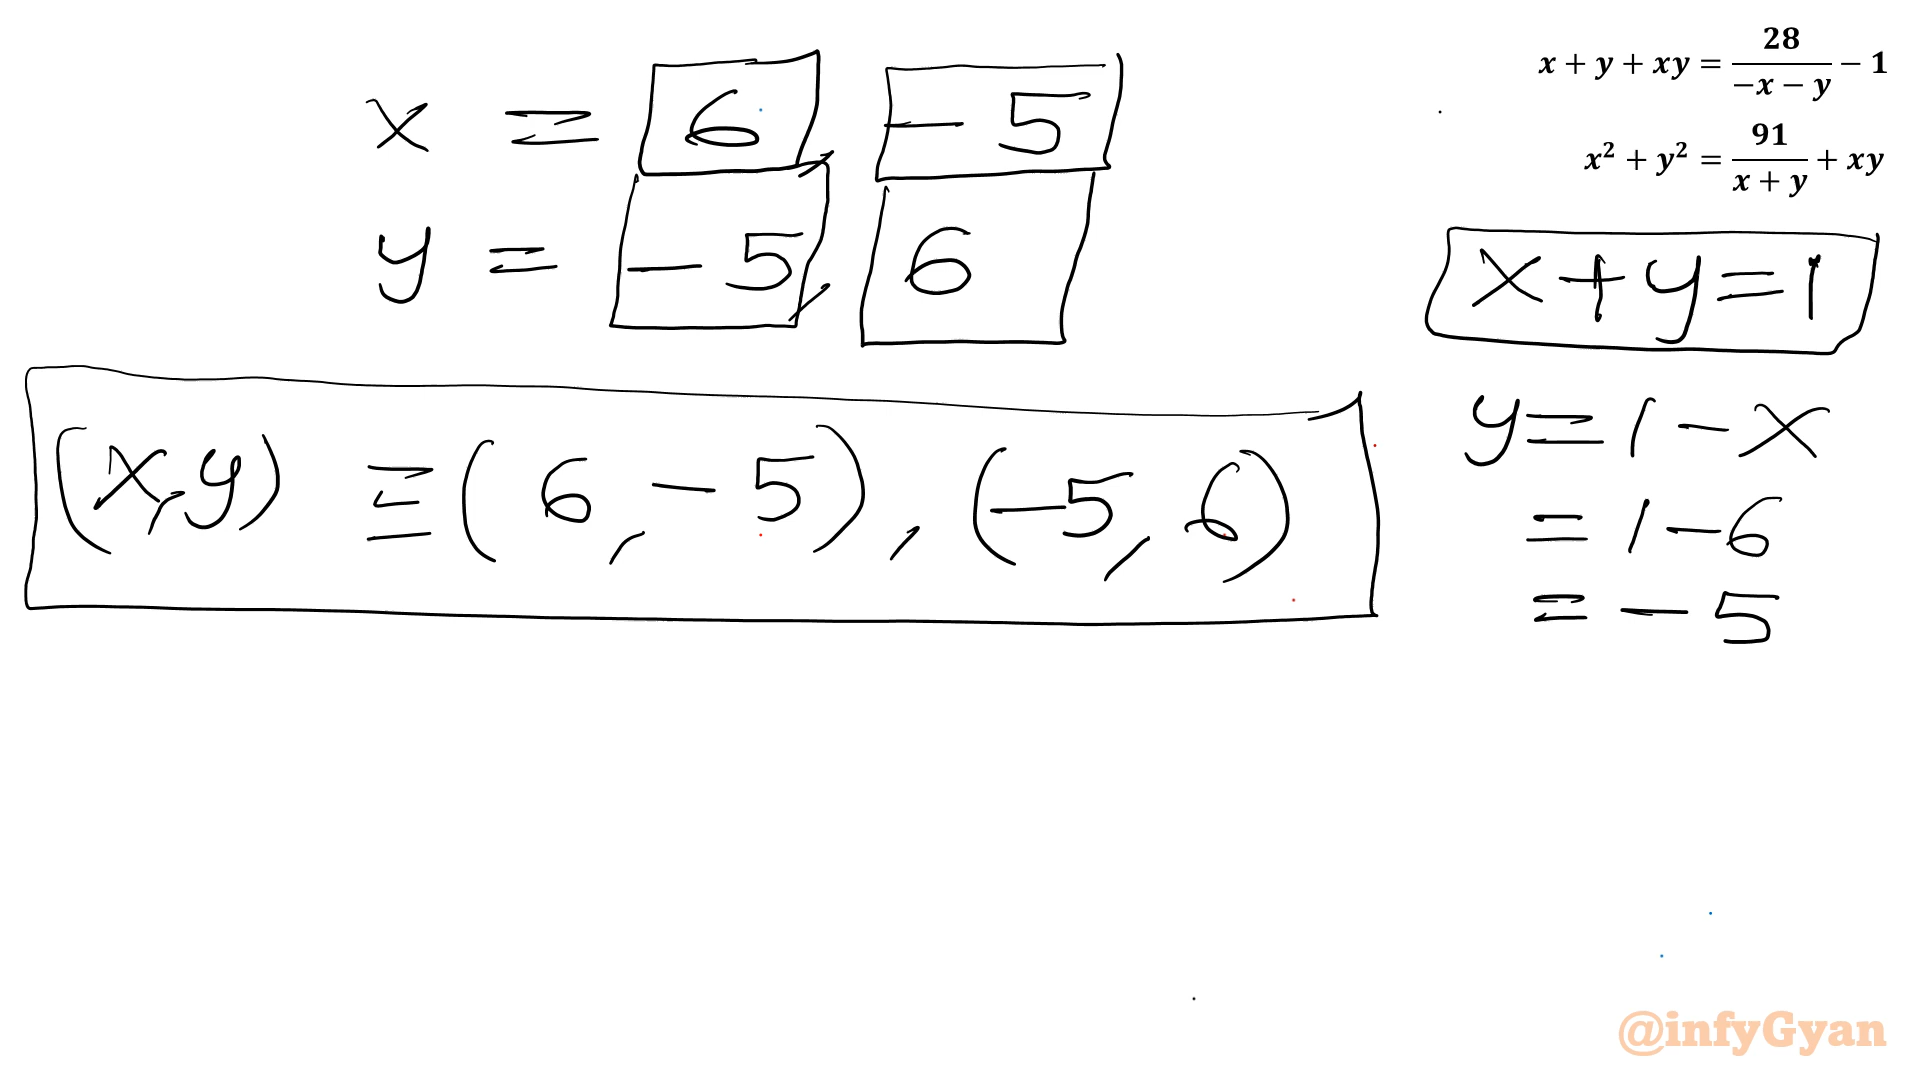 x + y + xy = 28/(−x − y) − 1
x² + y² = 91/(x + y) + xy
x = 6, −5
y = −5, 6
x + y = 1
(x, y) ≡ (6, −5), (−5, 6)
y = 1 − x
= 1 − 6
= −5
@infyGyan